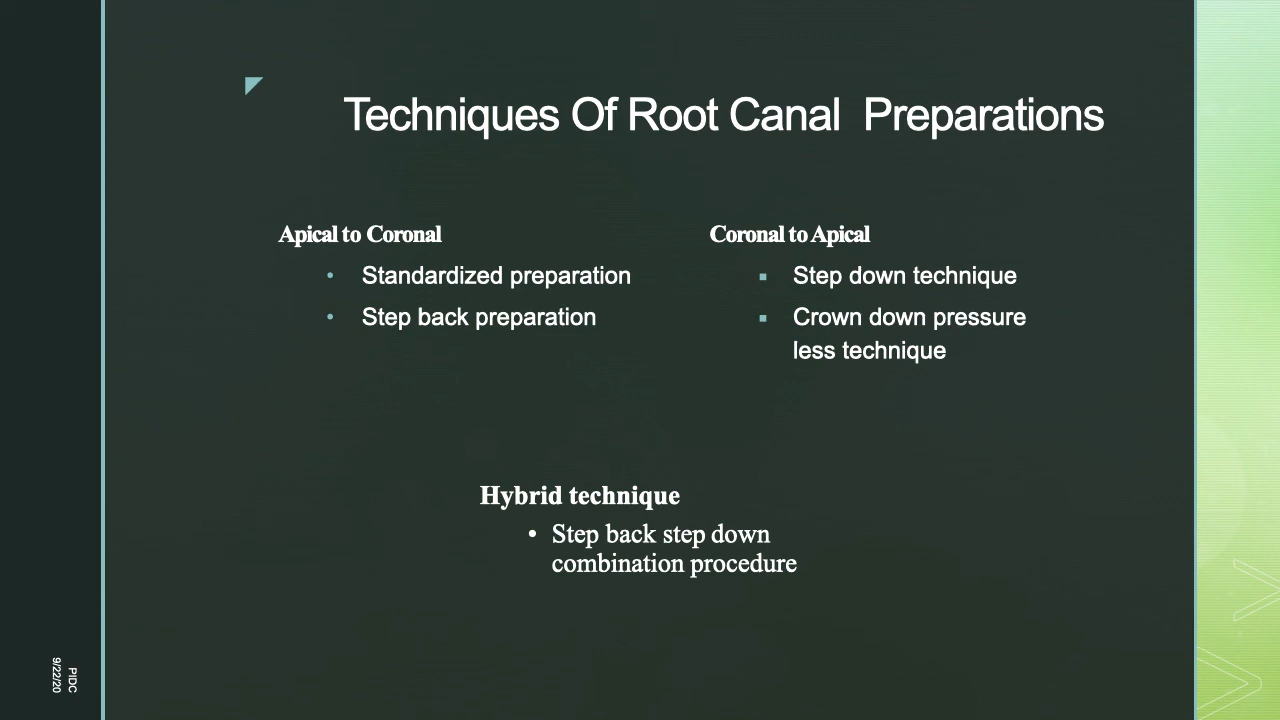 Techniques Of Root Canal  Preparations
Apical to Coronal
• Standardized preparation
• Step back preparation
Coronal to Apical
▪ Step down technique
▪ Crown down pressure
less technique
Hybrid technique
• Step back step down
combination procedure
PIDC
9/22/20